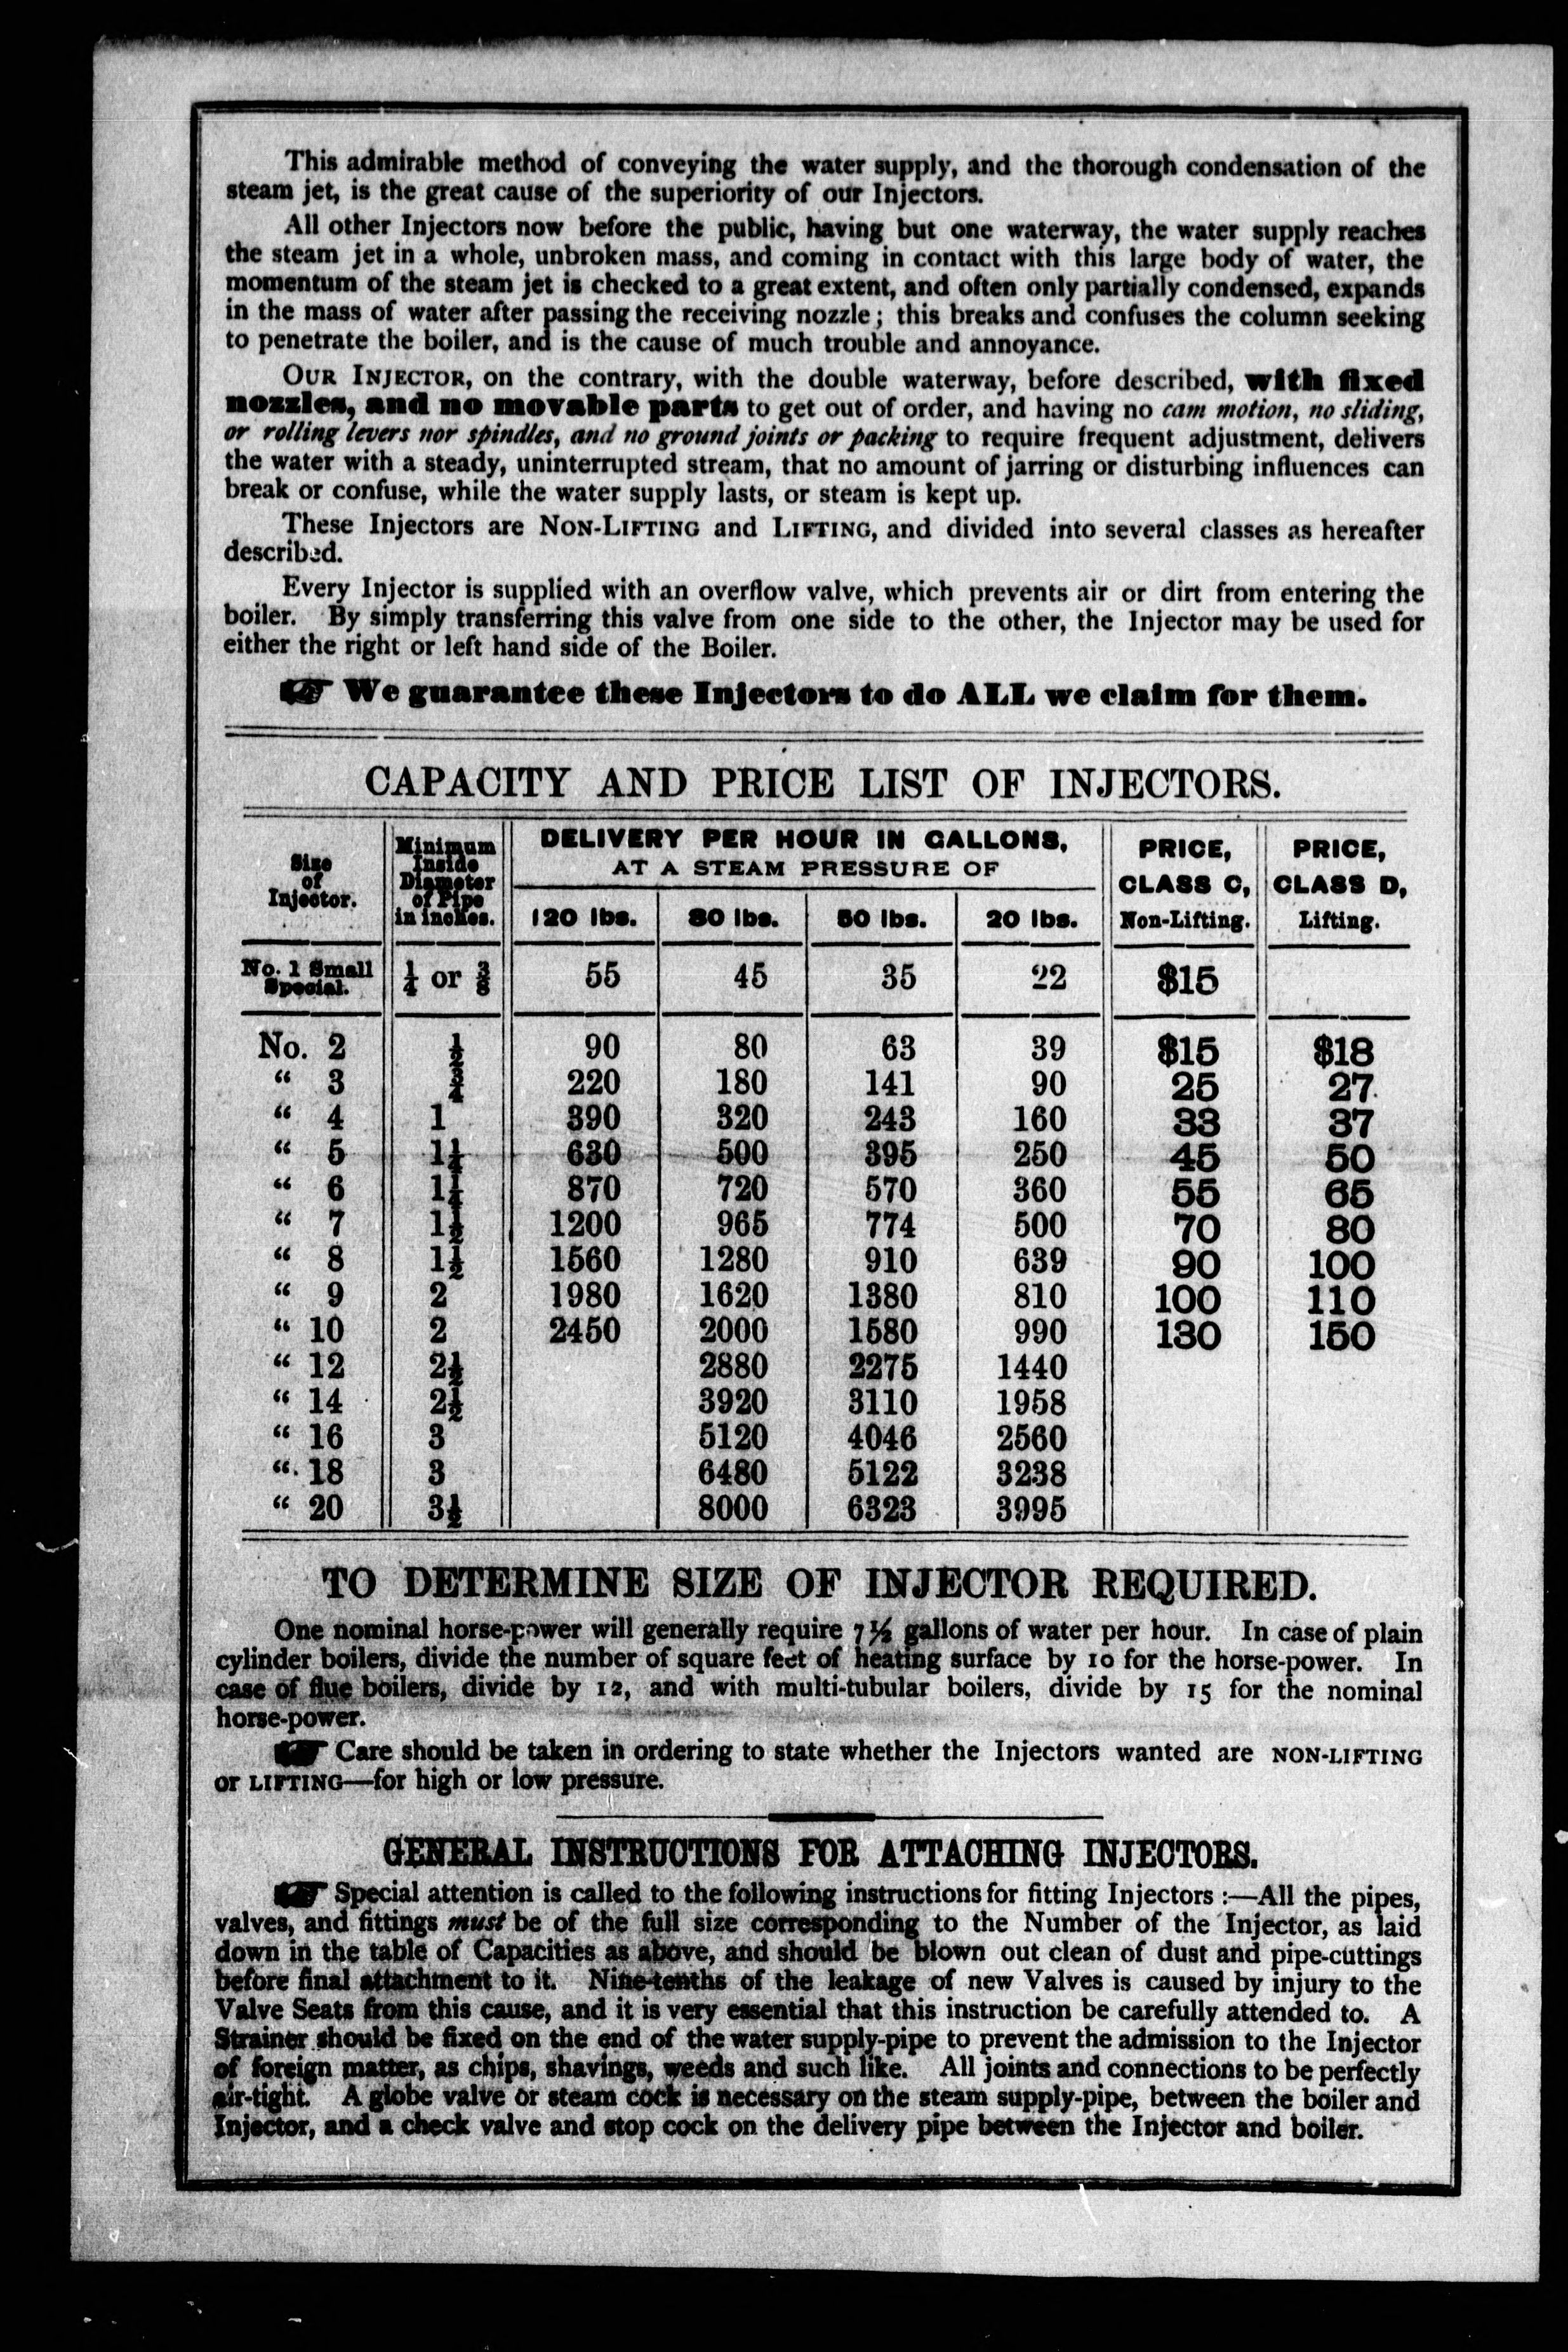 This admirable method of conveying the water supply, and the thorough condensation of the
steam jet, is the great cause of the superiority of our Injectors.
All other Injectors now before the public, having but one waterway, the water supply reaches
the steam jet in a whole, unbroken mass, and coming in contact with this large body of water, the
momentum of the steam jet is checked to a great extent, and often only partially condensed, expands
in the mass of water after passing the receiving nozzle; this breaks and confuses the column seeking
to penetrate the boiler, and is the cause of much trouble and annoyance.
OUR INJECTOR, on the contrary, with the double waterway, before described, with fixed
nozzles, and no movable parts to get out of order, and having no cam motion, no sliding,
or rolling levers nor spindles, and no ground joints or packing to require frequent adjustment, delivers
the water with a steady, uninterrupted stream, that no amount of jarring or disturbing influences can
break or confuse, while the water supply lasts, or steam is kept up.
These Injectors are NON-LIFTING and LIFTING, and divided into several classes as hereafter
described.
Every Injector is supplied with an overflow valve, which prevents air or dirt from entering the
boiler. By simply transferring this valve from one side to the other, the Injector may be used for
either the right or left hand side of the Boiler.
☞ We guarantee these Injectors to do ALL we claim for them.
CAPACITY AND PRICE LIST OF INJECTORS.
Size
of
Injector.
Minimum
Inside
Diameter
of Pipe
in inches.
DELIVERY PER HOUR IN GALLONS,
AT A STEAM PRESSURE OF
120 lbs. 80 lbs. 50 lbs. 20 lbs.
PRICE,
CLASS C,
Non-Lifting.
PRICE,
CLASS D,
Lifting.
No. 1 Small
Special. ¼ or ⅜ 55 45 35 22 $15
No. 2 ½ 90 80 63 39 $15 $18
“ 3 ¾ 220 180 141 90 25 27
“ 4 1 390 320 243 160 33 37
“ 5 1¼ 630 500 395 250 45 50
“ 6 1¼ 870 720 570 360 55 65
“ 7 1½ 1200 965 774 500 70 80
“ 8 1½ 1560 1280 910 639 90 100
“ 9 2 1980 1620 1380 810 100 110
“ 10 2 2450 2000 1580 990 130 150
“ 12 2½ 2880 2275 1440
“ 14 2½ 3920 3110 1958
“ 16 3 5120 4046 2560
“ 18 3 6480 5122 3238
“ 20 3½ 8000 6323 3995
TO DETERMINE SIZE OF INJECTOR REQUIRED.
One nominal horse-power will generally require 7½ gallons of water per hour. In case of plain
cylinder boilers, divide the number of square feet of heating surface by 10 for the horse-power. In
case of flue boilers, divide by 12, and with multi-tubular boilers, divide by 15 for the nominal
horse-power.
☞ Care should be taken in ordering to state whether the Injectors wanted are NON-LIFTING
or LIFTING—for high or low pressure.
GENERAL INSTRUCTIONS FOR ATTACHING INJECTORS.
☞ Special attention is called to the following instructions for fitting Injectors :—All the pipes,
valves, and fittings must be of the full size corresponding to the Number of the Injector, as laid
down in the table of Capacities as above, and should be blown out clean of dust and pipe-cuttings
before final attachment to it. Nine-tenths of the leakage of new Valves is caused by injury to the
Valve Seats from this cause, and it is very essential that this instruction be carefully attended to. A
Strainer should be fixed on the end of the water supply-pipe to prevent the admission to the Injector
of foreign matter, as chips, shavings, weeds and such like. All joints and connections to be perfectly
air-tight. A globe valve or steam cock is necessary on the steam supply-pipe, between the boiler and
Injector, and a check valve and stop cock on the delivery pipe between the Injector and boiler.